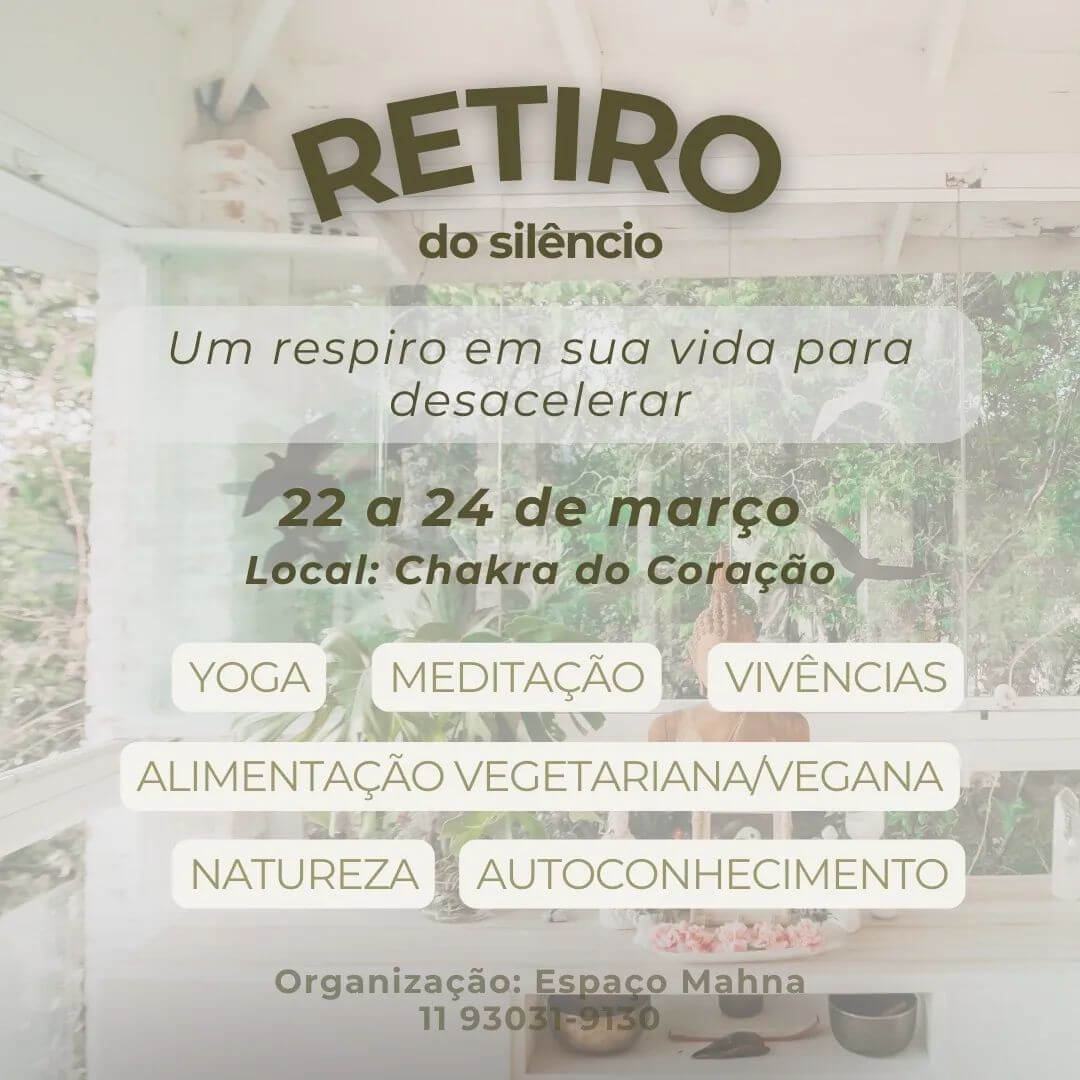 RETIRO
do silêncio
Um respiro em sua vida para
desacelerar
22 a 24 de março
Local: Chakra do Coração
YOGA MEDITAÇÃO VIVÊNCIAS
ALIMENTAÇÃO VEGETARIANA/VEGANA
NATUREZA AUTOCONHECIMENTO
Organização: Espaço Mahna
11 93031-9130